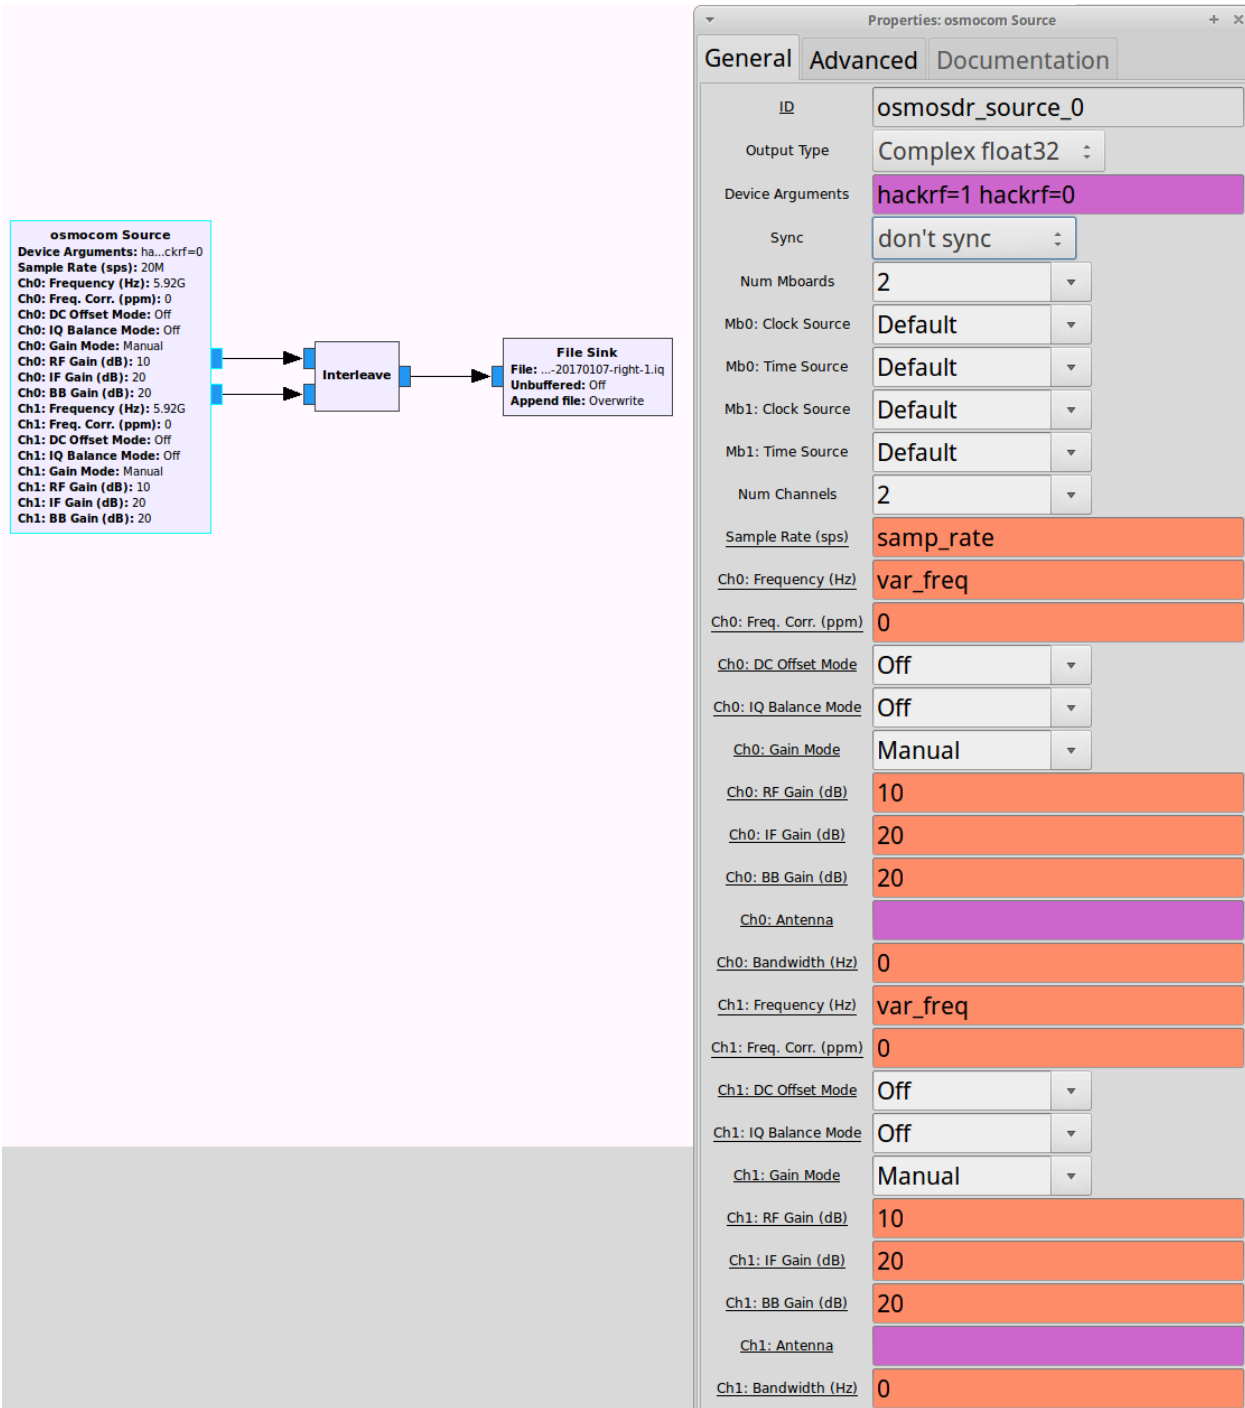 osmocom Source
Device Arguments: ha...ckrf=0
Sample Rate (sps): 20M
Ch0: Frequency (Hz): 5.92G
Ch0: Freq. Corr. (ppm): 0
Ch0: DC Offset Mode: Off
Ch0: IQ Balance Mode: Off
Ch0: Gain Mode: Manual
Ch0: RF Gain (dB): 10
Ch0: IF Gain (dB): 20
Ch0: BB Gain (dB): 20
Ch1: Frequency (Hz): 5.92G
Ch1: Freq. Corr. (ppm): 0
Ch1: DC Offset Mode: Off
Ch1: IQ Balance Mode: Off
Ch1: Gain Mode: Manual
Ch1: RF Gain (dB): 10
Ch1: IF Gain (dB): 20
Ch1: BB Gain (dB): 20
Interleave
File Sink
File: ...-20170107-right-1.iq
Unbuffered: Off
Append file: Overwrite
Properties: osmocom Source
General Advanced Documentation
ID osmosdr_source_0
Output Type Complex float32
Device Arguments hackrf=1 hackrf=0
Sync don't sync
Num Mboards 2
Mb0: Clock Source Default
Mb0: Time Source Default
Mb1: Clock Source Default
Mb1: Time Source Default
Num Channels 2
Sample Rate (sps) samp_rate
Ch0: Frequency (Hz) var_freq
Ch0: Freq. Corr. (ppm) 0
Ch0: DC Offset Mode Off
Ch0: IQ Balance Mode Off
Ch0: Gain Mode Manual
Ch0: RF Gain (dB) 10
Ch0: IF Gain (dB) 20
Ch0: BB Gain (dB) 20
Ch0: Antenna
Ch0: Bandwidth (Hz) 0
Ch1: Frequency (Hz) var_freq
Ch1: Freq. Corr. (ppm) 0
Ch1: DC Offset Mode Off
Ch1: IQ Balance Mode Off
Ch1: Gain Mode Manual
Ch1: RF Gain (dB) 10
Ch1: IF Gain (dB) 20
Ch1: BB Gain (dB) 20
Ch1: Antenna
Ch1: Bandwidth (Hz) 0